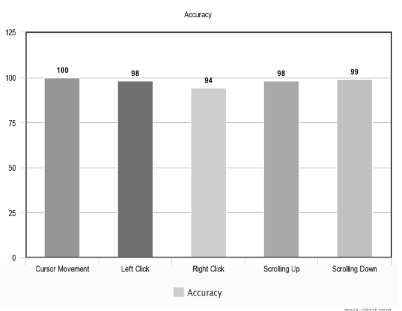 Accuracy
125
100
75
50
25
0
100
98
94
98
99
Cursor Movement
Left Click
Right Click
Scrolling Up
Scrolling Down
Accuracy